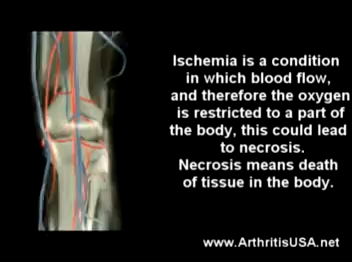 Ischemia is a condition
in which blood flow,
and therefore the oxygen
is restricted to a part of
the body, this could lead
to necrosis.
Necrosis means death
of tissue in the body.
www.ArthritisUSA.net